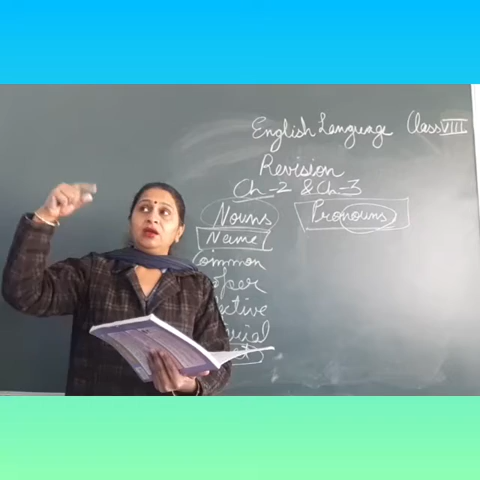 English Language Class VIII
Revision
Ch-2 & Ch-3
Nouns Pronouns
Name
Common